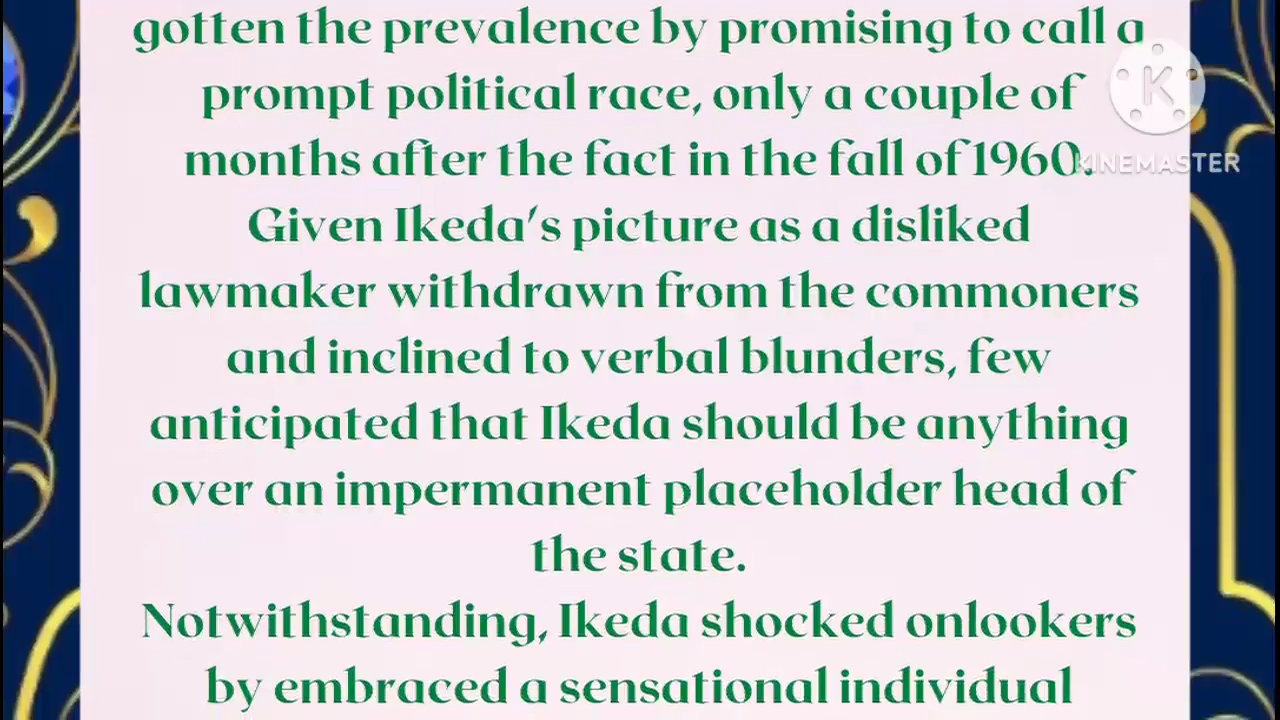 gotten the prevalence by promising to call a
prompt political race, only a couple of
months after the fact in the fall of 1960.
KINEMASTER
Given Ikeda's picture as a disliked
lawmaker withdrawn from the commoners
and inclined to verbal blunders, few
anticipated that Ikeda should be anything
over an impermanent placeholder head of
the state.
Notwithstanding, Ikeda shocked onlookers
by embraced a sensational individual